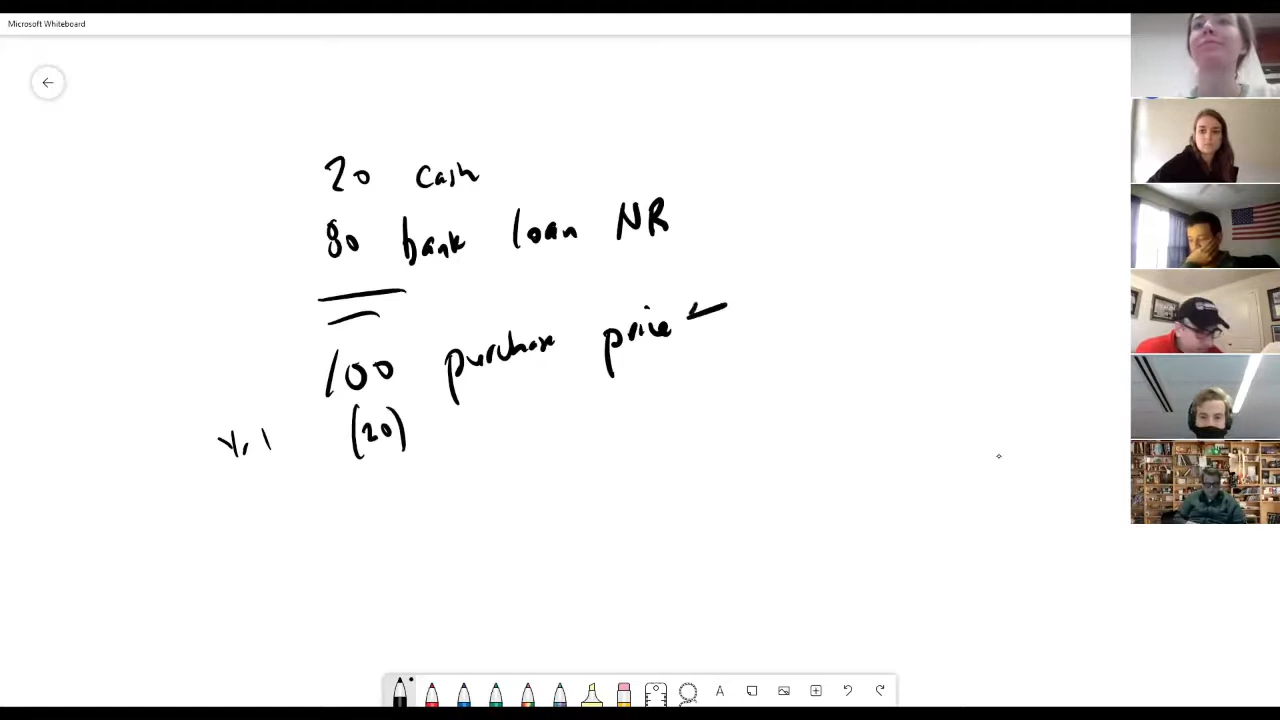 Microsoft Whiteboard
20 cash
80 bank loan NR
100 purchase price
Yr 1 (20)
A